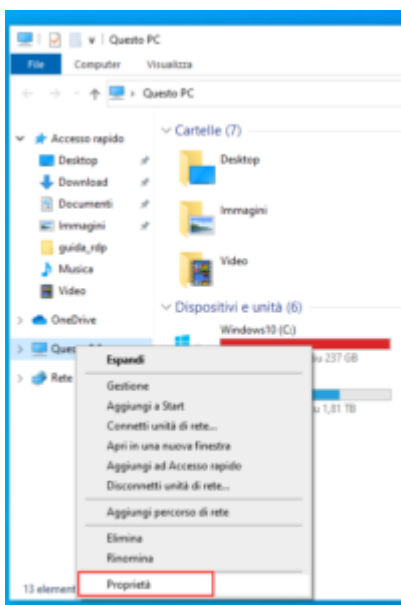 Questo PC
File Computer Visualizza
Questo PC
Accesso rapido
Desktop
Download
Documenti
Immagini
guida_rdp
Musica
Video
OneDrive
Rete
Cartelle (7)
Desktop
Immagini
Video
Dispositivi e unità (6)
Windows10 (C:)
237 GB
1,81 TB
Espandi
Gestione
Aggiungi a Start
Connetti unità di rete...
Apri in una nuova finestra
Aggiungi ad Accesso rapido
Disconnetti unità di rete...
Aggiungi percorso di rete
Elimina
Rinomina
Proprietà
13